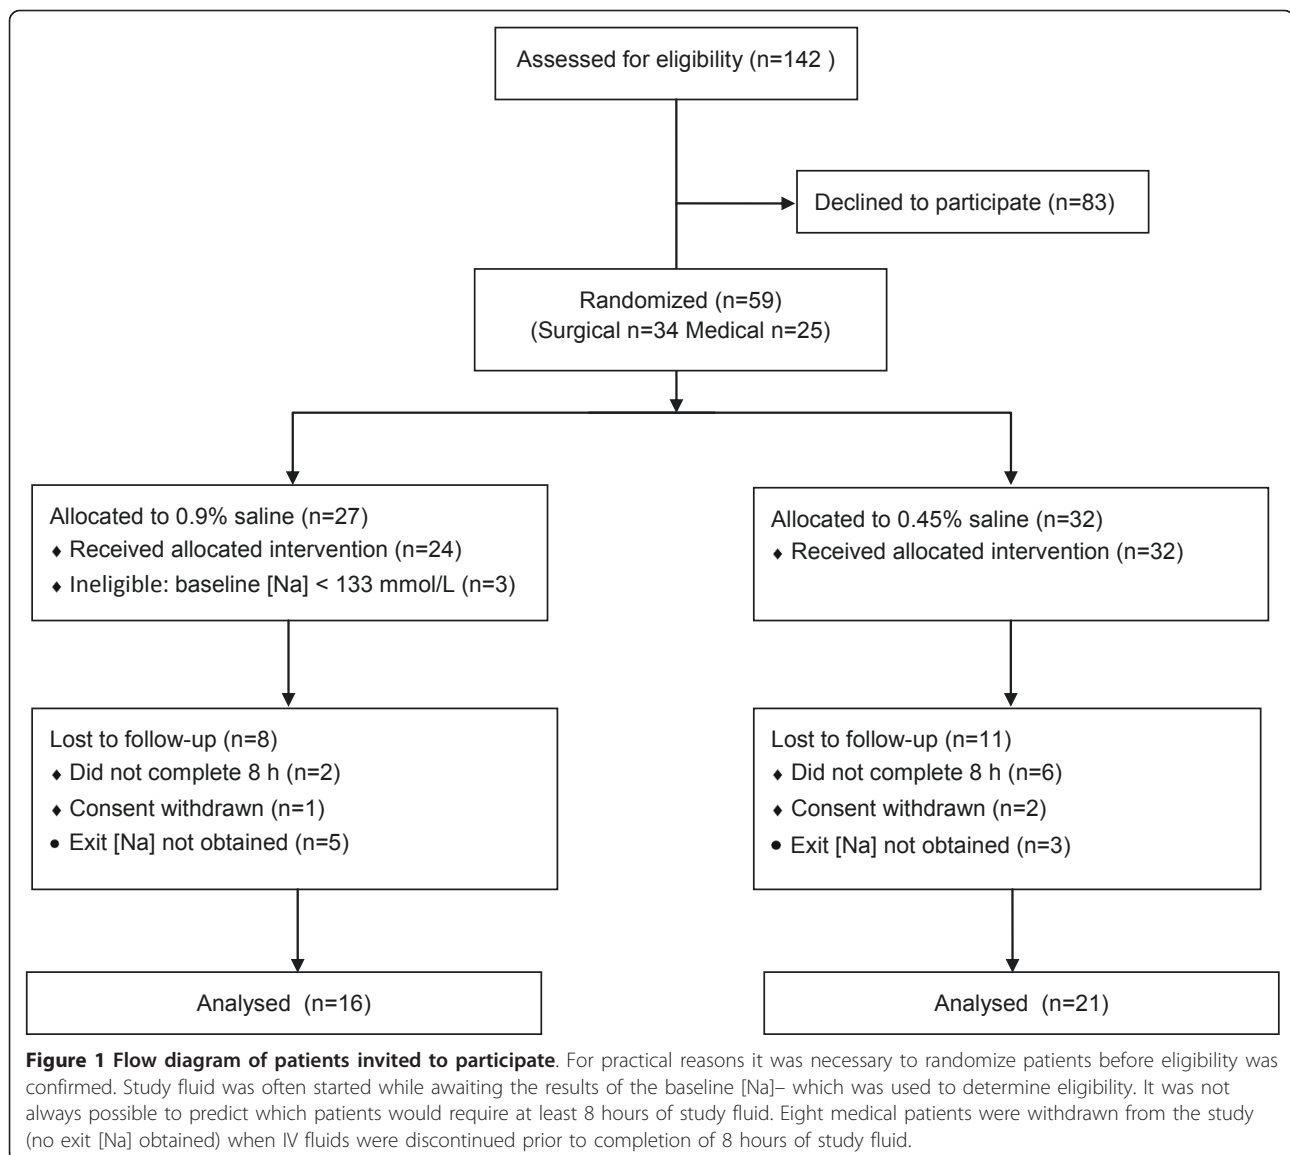 Assessed for eligibility (n=142 )
Declined to participate (n=83)
Randomized (n=59)
(Surgical n=34 Medical n=25)
Allocated to 0.9% saline (n=27)
♦ Received allocated intervention (n=24)
♦ Ineligible: baseline [Na] < 133 mmol/L (n=3)
Allocated to 0.45% saline (n=32)
♦ Received allocated intervention (n=32)
Lost to follow-up (n=8)
♦ Did not complete 8 h (n=2)
♦ Consent withdrawn (n=1)
• Exit [Na] not obtained (n=5)
Lost to follow-up (n=11)
♦ Did not complete 8 h (n=6)
♦ Consent withdrawn (n=2)
• Exit [Na] not obtained (n=3)
Analysed (n=16)
Analysed (n=21)
Figure 1 Flow diagram of patients invited to participate. For practical reasons it was necessary to randomize patients before eligibility was
confirmed. Study fluid was often started while awaiting the results of the baseline [Na]– which was used to determine eligibility. It was not
always possible to predict which patients would require at least 8 hours of study fluid. Eight medical patients were withdrawn from the study
(no exit [Na] obtained) when IV fluids were discontinued prior to completion of 8 hours of study fluid.